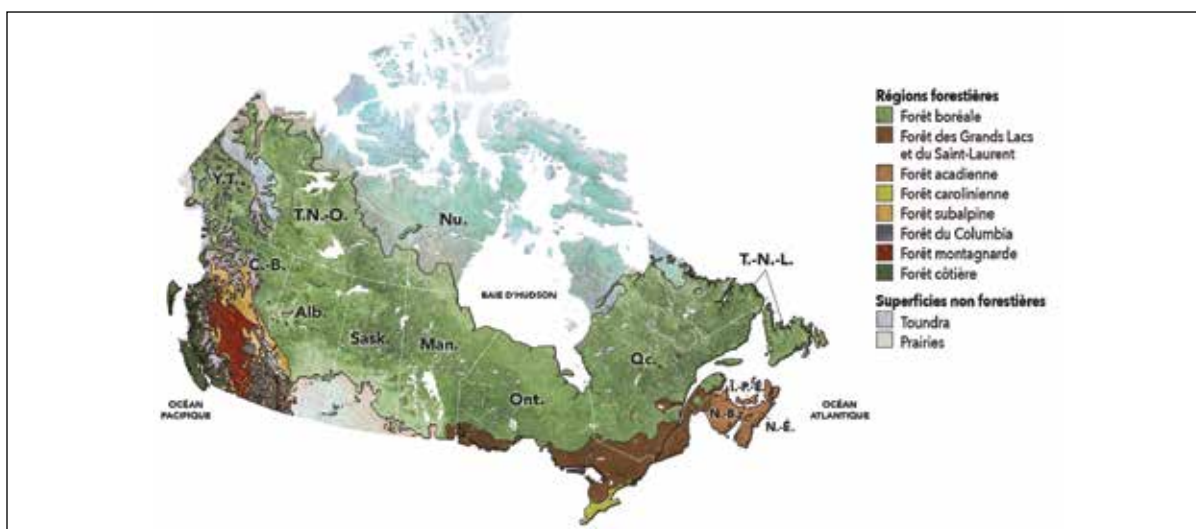 Régions forestières
Forêt boréale
Forêt des Grands Lacs
et du Saint-Laurent
Forêt acadienne
Forêt carolinienne
Forêt subalpine
Forêt du Columbia
Forêt montagnarde
Forêt côtière
Superficies non forestières
Toundra
Prairies
Y.T.
T.N.-O.
Nu.
C.-B.
T.-N.-L.
BAIE D'HUDSON
Alb.
Sask.
Man.
Qc.
Ont.
Î.-P.-É.
N.-B.
N.-É.
OCÉAN
PACIFIQUE
OCÉAN
ATLANTIQUE